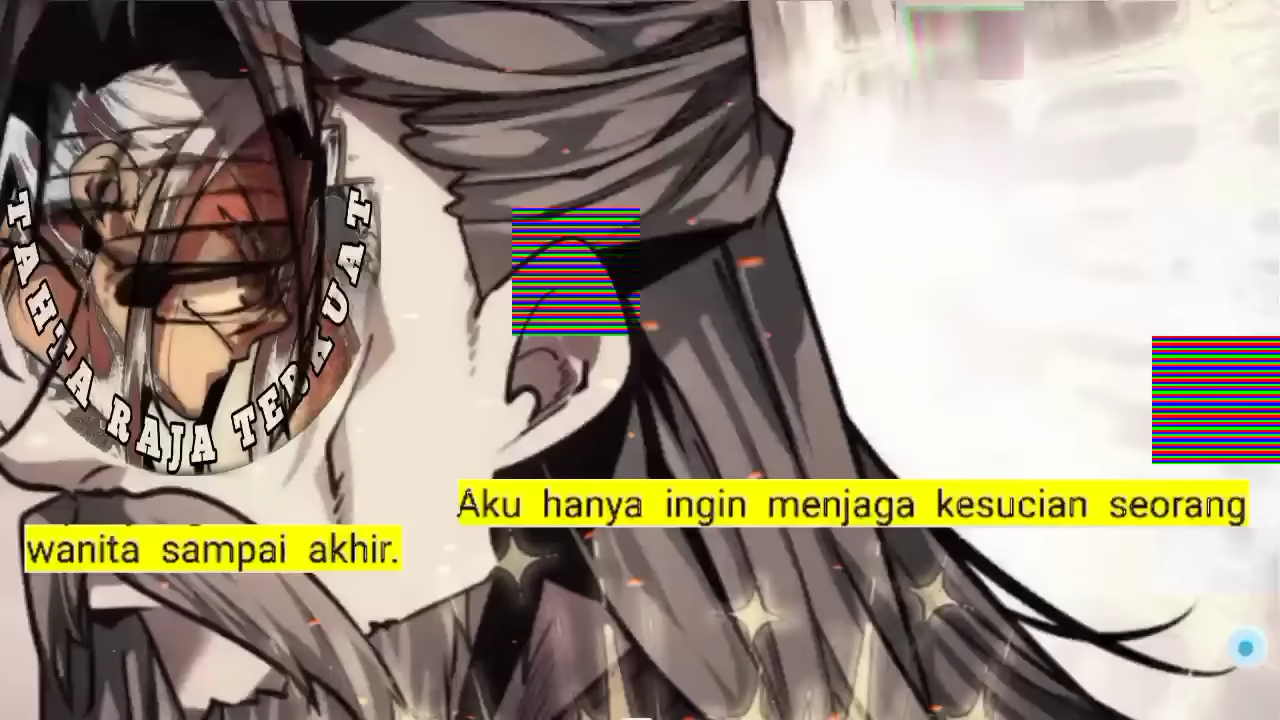 TAHTA RAJA TERKUAT
Aku hanya ingin menjaga kesucian seorang
wanita sampai akhir.